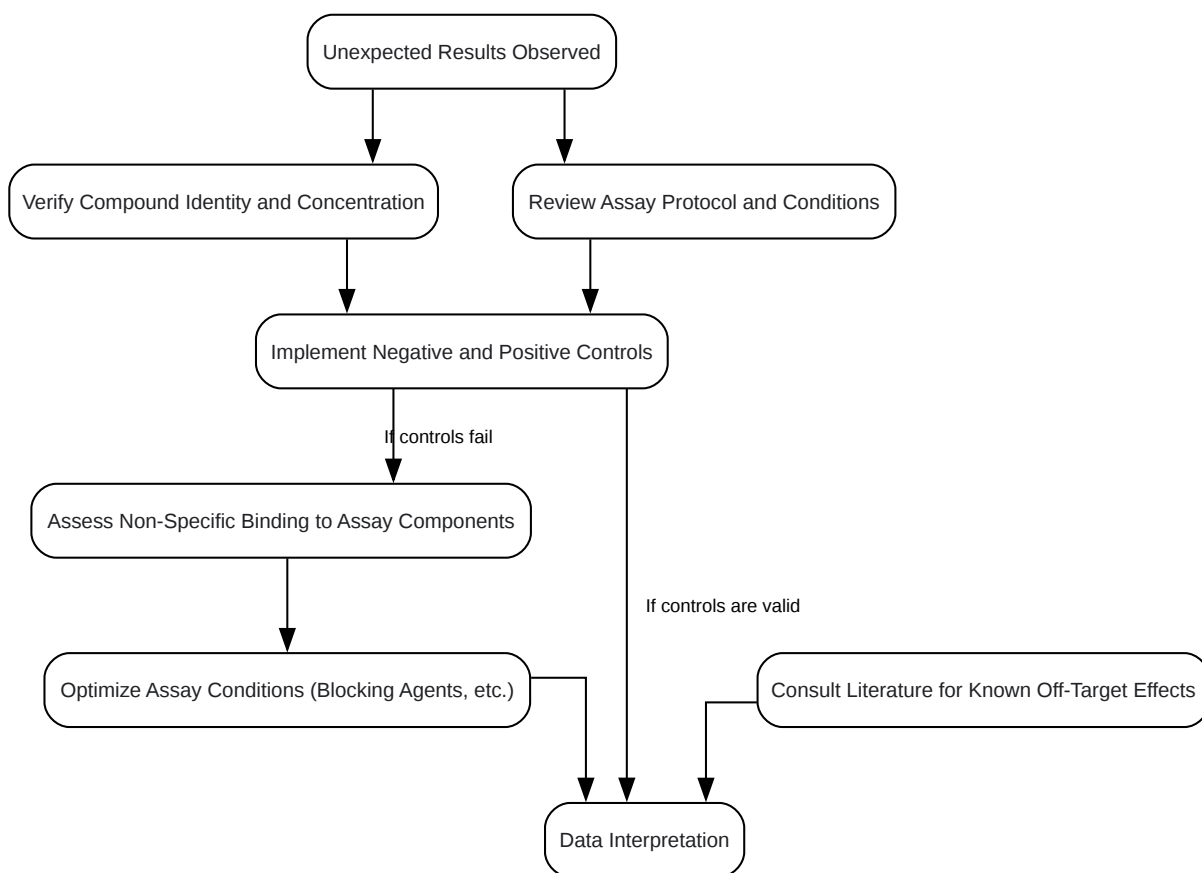 Unexpected Results Observed
Verify Compound Identity and Concentration
Review Assay Protocol and Conditions
Implement Negative and Positive Controls
If controls fail
Assess Non-Specific Binding to Assay Components
If controls are valid
Optimize Assay Conditions (Blocking Agents, etc.)
Consult Literature for Known Off-Target Effects
Data Interpretation